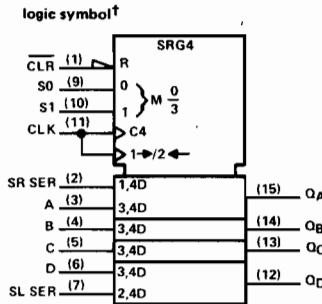 logic symbol†
SRG4
CLR (1) R
S0 (9) 0
M 0/3
S1 (10) 1
CLK (11) C4
1→/2←
SR SER (2) 1,4D
(15) QA
A (3) 3,4D
B (4) 3,4D
(14) QB
C (5) 3,4D
(13) QC
D (6) 3,4D
(12) QD
SL SER (7) 2,4D